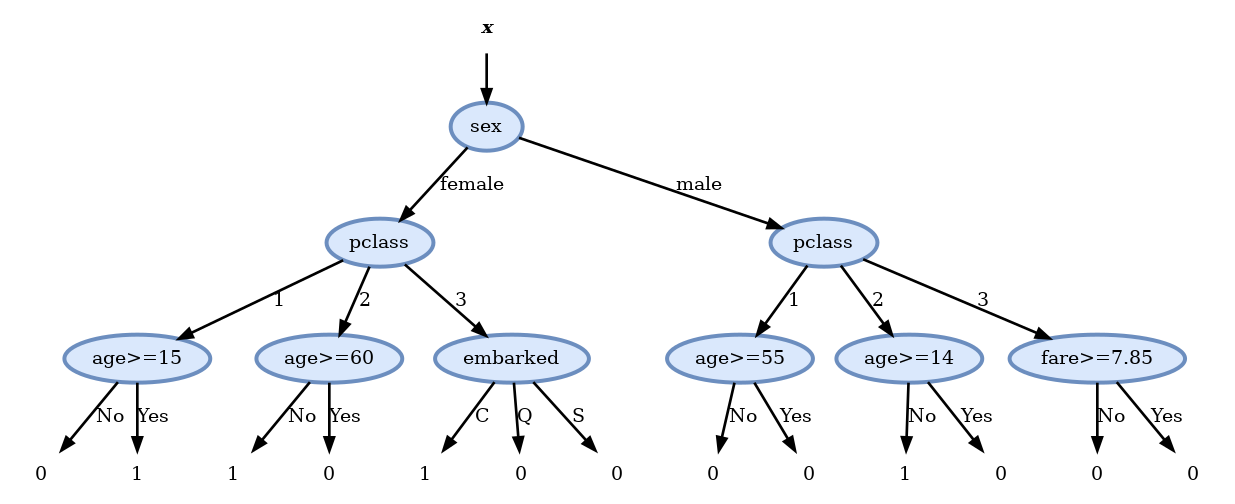 x
sex
female male
pclass pclass
1 2 3 1 2 3
age>=15 age>=60 embarked age>=55 age>=14 fare>=7.85
No Yes No Yes C Q S No Yes No Yes No Yes
0 1 1 0 1 0 0 0 0 1 0 0 0